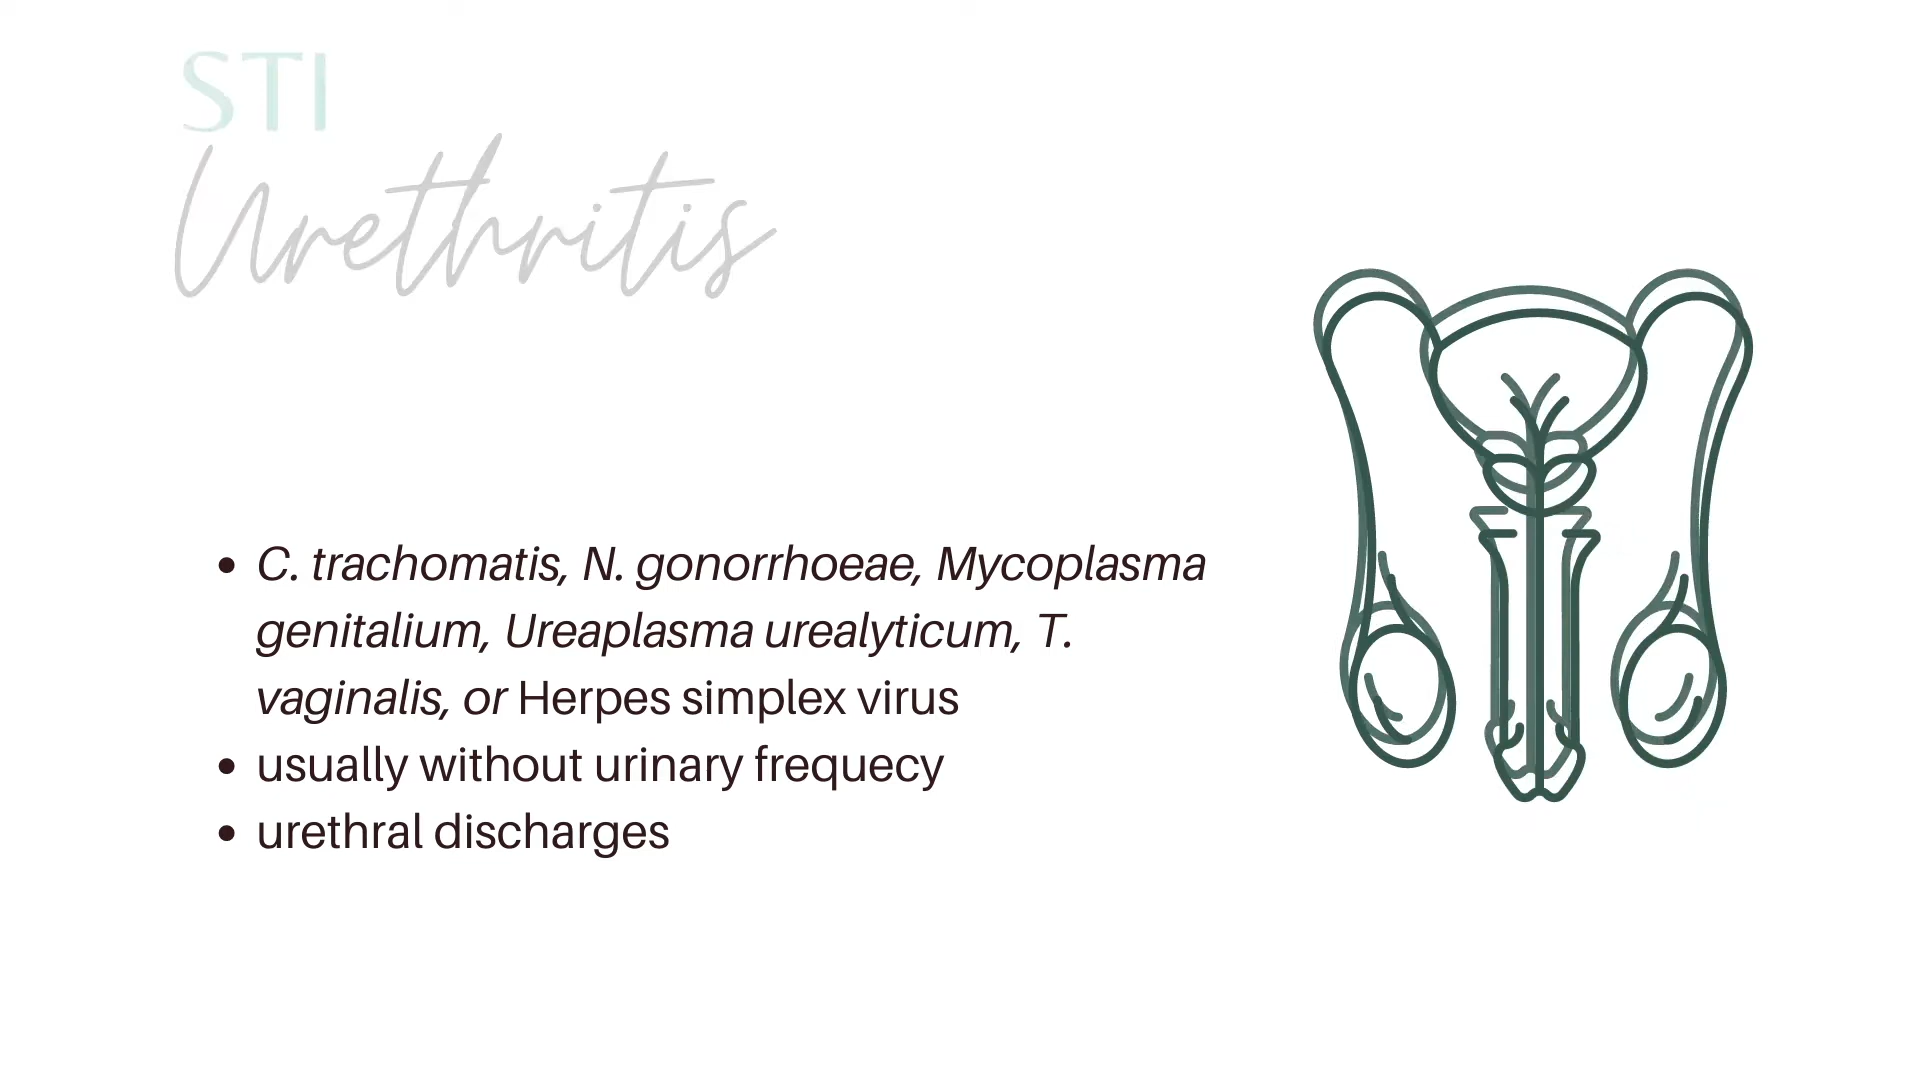 STI
Urethritis
• C. trachomatis, N. gonorrhoeae, Mycoplasma
genitalium, Ureaplasma urealyticum, T.
vaginalis, or Herpes simplex virus
• usually without urinary frequecy
• urethral discharges